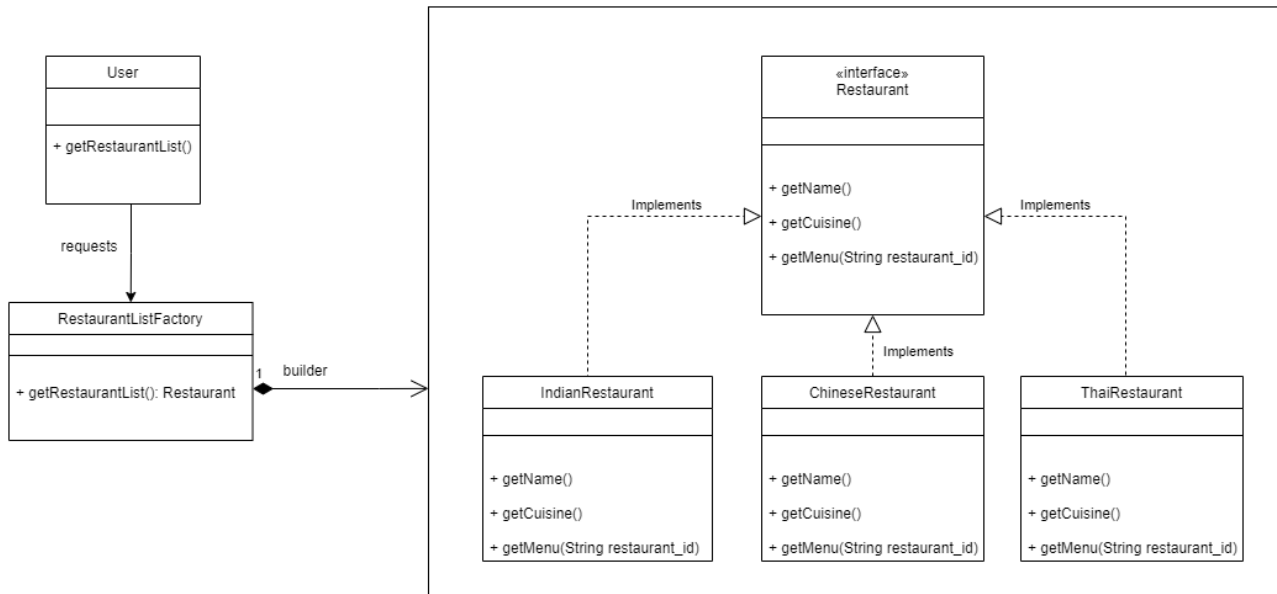 User
+ getRestaurantList()
requests
RestaurantListFactory
+ getRestaurantList(): Restaurant
1
builder
«interface»
Restaurant
+ getName()
+ getCuisine()
+ getMenu(String restaurant_id)
Implements
Implements
Implements
IndianRestaurant
+ getName()
+ getCuisine()
+ getMenu(String restaurant_id)
ChineseRestaurant
+ getName()
+ getCuisine()
+ getMenu(String restaurant_id)
ThaiRestaurant
+ getName()
+ getCuisine()
+ getMenu(String restaurant_id)